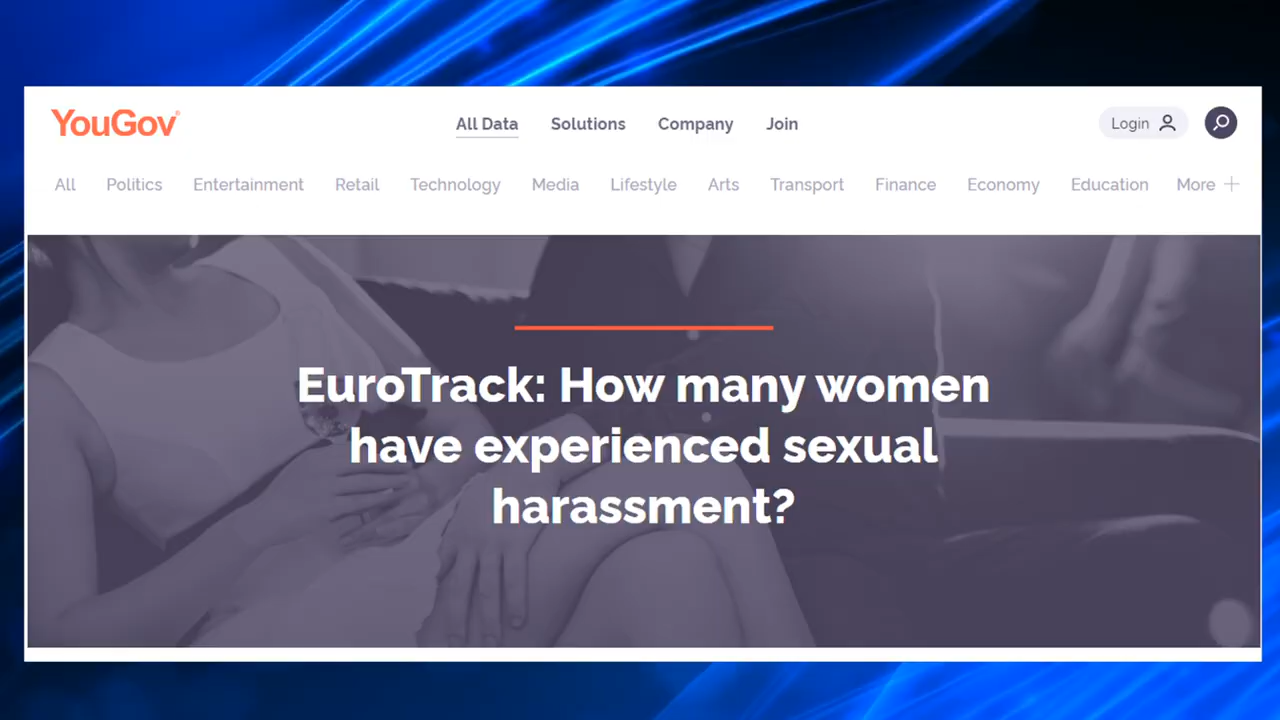 YouGov
All Data Solutions Company Join
Login
All Politics Entertainment Retail Technology Media Lifestyle Arts Transport Finance Economy Education More
EuroTrack: How many women
have experienced sexual
harassment?